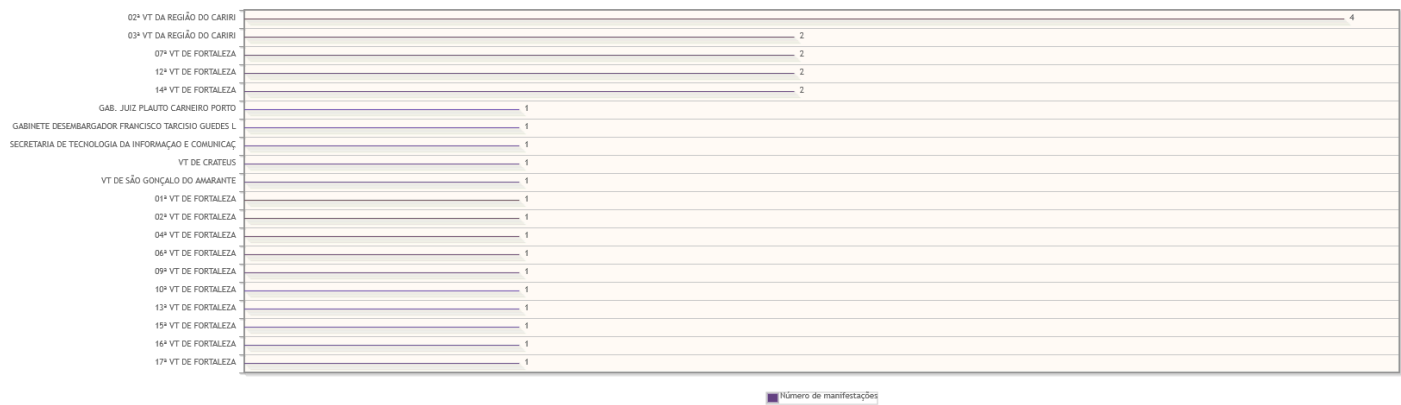 02ª VT DA REGIÃO DO CARIRI 4
03ª VT DA REGIÃO DO CARIRI 2
07ª VT DE FORTALEZA 2
12ª VT DE FORTALEZA 2
14ª VT DE FORTALEZA 2
GAB. JUIZ PLAUTO CARNEIRO PORTO 1
GABINETE DESEMBARGADOR FRANCISCO TARCISIO GUEDES L 1
SECRETARIA DE TECNOLOGIA DA INFORMAÇAO E COMUNICAÇ 1
VT DE CRATEUS 1
VT DE SÃO GONÇALO DO AMARANTE 1
01ª VT DE FORTALEZA 1
02ª VT DE FORTALEZA 1
04ª VT DE FORTALEZA 1
06ª VT DE FORTALEZA 1
09ª VT DE FORTALEZA 1
10ª VT DE FORTALEZA 1
13ª VT DE FORTALEZA 1
15ª VT DE FORTALEZA 1
16ª VT DE FORTALEZA 1
17ª VT DE FORTALEZA 1
Número de manifestações